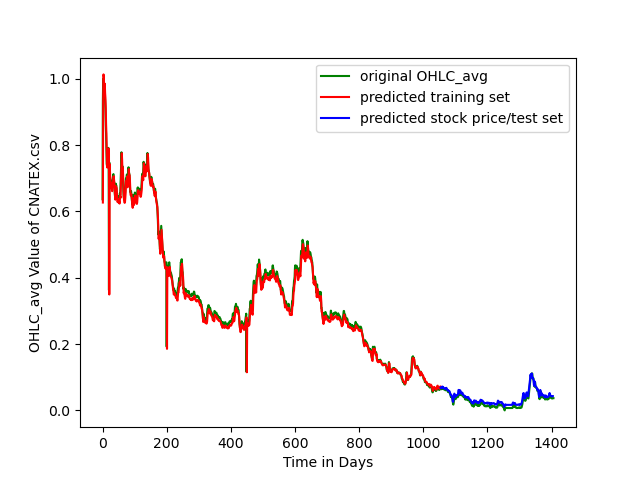 original OHLC_avg
predicted training set
predicted stock price/test set
OHLC_avg Value of CNATEX.csv
1.0
0.8
0.6
0.4
0.2
0.0
0 200 400 600 800 1000 1200 1400
Time in Days